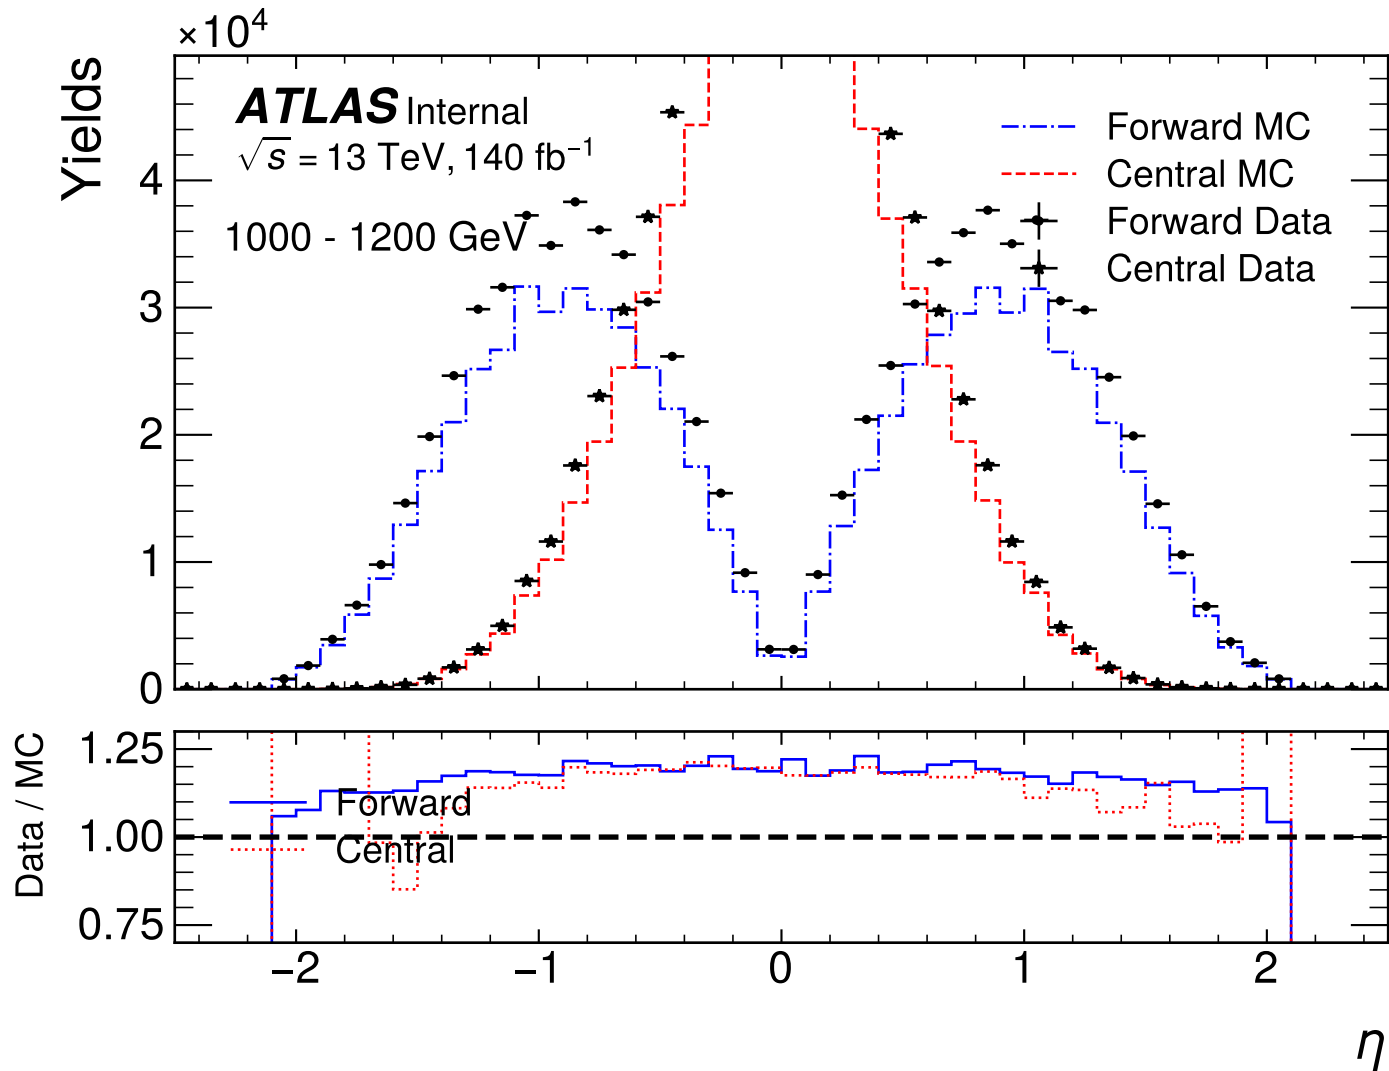 ×10⁴
Yields
ATLAS Internal
√s = 13 TeV, 140 fb⁻¹
1000 - 1200 GeV
Forward MC
Central MC
Forward Data
Central Data
4
3
2
1
0
Data / MC
1.25
1.00
0.75
Forward
Central
−2
−1
0
1
2
η